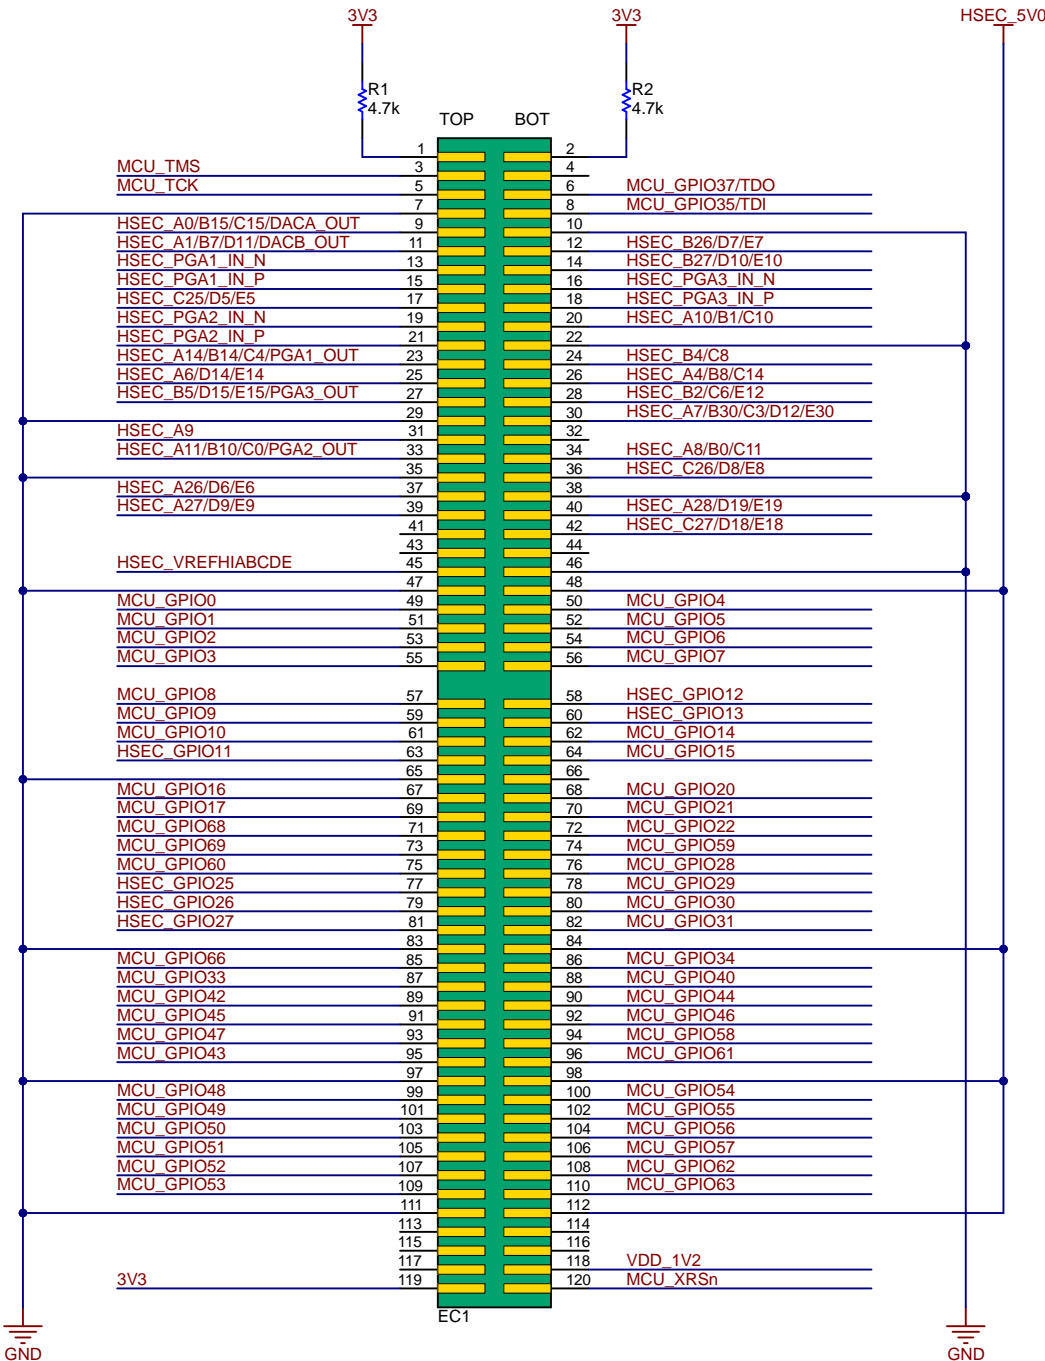 3V3 3V3 HSEC_5V0
R1 R2
4.7k 4.7k
TOP BOT
1 2
MCU_TMS 3 4
MCU_TCK 5 6 MCU_GPIO37/TDO
7 8 MCU_GPIO35/TDI
HSEC_A0/B15/C15/DACA_OUT 9 10
HSEC_A1/B7/D11/DACB_OUT 11 12 HSEC_B26/D7/E7
HSEC_PGA1_IN_N 13 14 HSEC_B27/D10/E10
HSEC_PGA1_IN_P 15 16 HSEC_PGA3_IN_N
HSEC_C25/D5/E5 17 18 HSEC_PGA3_IN_P
HSEC_PGA2_IN_N 19 20 HSEC_A10/B1/C10
HSEC_PGA2_IN_P 21 22
HSEC_A14/B14/C4/PGA1_OUT 23 24 HSEC_B4/C8
HSEC_A6/D14/E14 25 26 HSEC_A4/B8/C14
HSEC_B5/D15/E15/PGA3_OUT 27 28 HSEC_B2/C6/E12
29 30 HSEC_A7/B30/C3/D12/E30
HSEC_A9 31 32
HSEC_A11/B10/C0/PGA2_OUT 33 34 HSEC_A8/B0/C11
35 36 HSEC_C26/D8/E8
HSEC_A26/D6/E6 37 38
HSEC_A27/D9/E9 39 40 HSEC_A28/D19/E19
41 42 HSEC_C27/D18/E18
43 44
HSEC_VREFHIABCDE 45 46
47 48
MCU_GPIO0 49 50 MCU_GPIO4
MCU_GPIO1 51 52 MCU_GPIO5
MCU_GPIO2 53 54 MCU_GPIO6
MCU_GPIO3 55 56 MCU_GPIO7
MCU_GPIO8 57 58 HSEC_GPIO12
MCU_GPIO9 59 60 HSEC_GPIO13
MCU_GPIO10 61 62 MCU_GPIO14
HSEC_GPIO11 63 64 MCU_GPIO15
65 66
MCU_GPIO16 67 68 MCU_GPIO20
MCU_GPIO17 69 70 MCU_GPIO21
MCU_GPIO68 71 72 MCU_GPIO22
MCU_GPIO69 73 74 MCU_GPIO59
MCU_GPIO60 75 76 MCU_GPIO28
HSEC_GPIO25 77 78 MCU_GPIO29
HSEC_GPIO26 79 80 MCU_GPIO30
HSEC_GPIO27 81 82 MCU_GPIO31
83 84
MCU_GPIO66 85 86 MCU_GPIO34
MCU_GPIO33 87 88 MCU_GPIO40
MCU_GPIO42 89 90 MCU_GPIO44
MCU_GPIO45 91 92 MCU_GPIO46
MCU_GPIO47 93 94 MCU_GPIO58
MCU_GPIO43 95 96 MCU_GPIO61
97 98
MCU_GPIO48 99 100 MCU_GPIO54
MCU_GPIO49 101 102 MCU_GPIO55
MCU_GPIO50 103 104 MCU_GPIO56
MCU_GPIO51 105 106 MCU_GPIO57
MCU_GPIO52 107 108 MCU_GPIO62
MCU_GPIO53 109 110 MCU_GPIO63
111 112
113 114
115 116
117 118 VDD_1V2
3V3 119 120 MCU_XRSn
EC1
GND GND